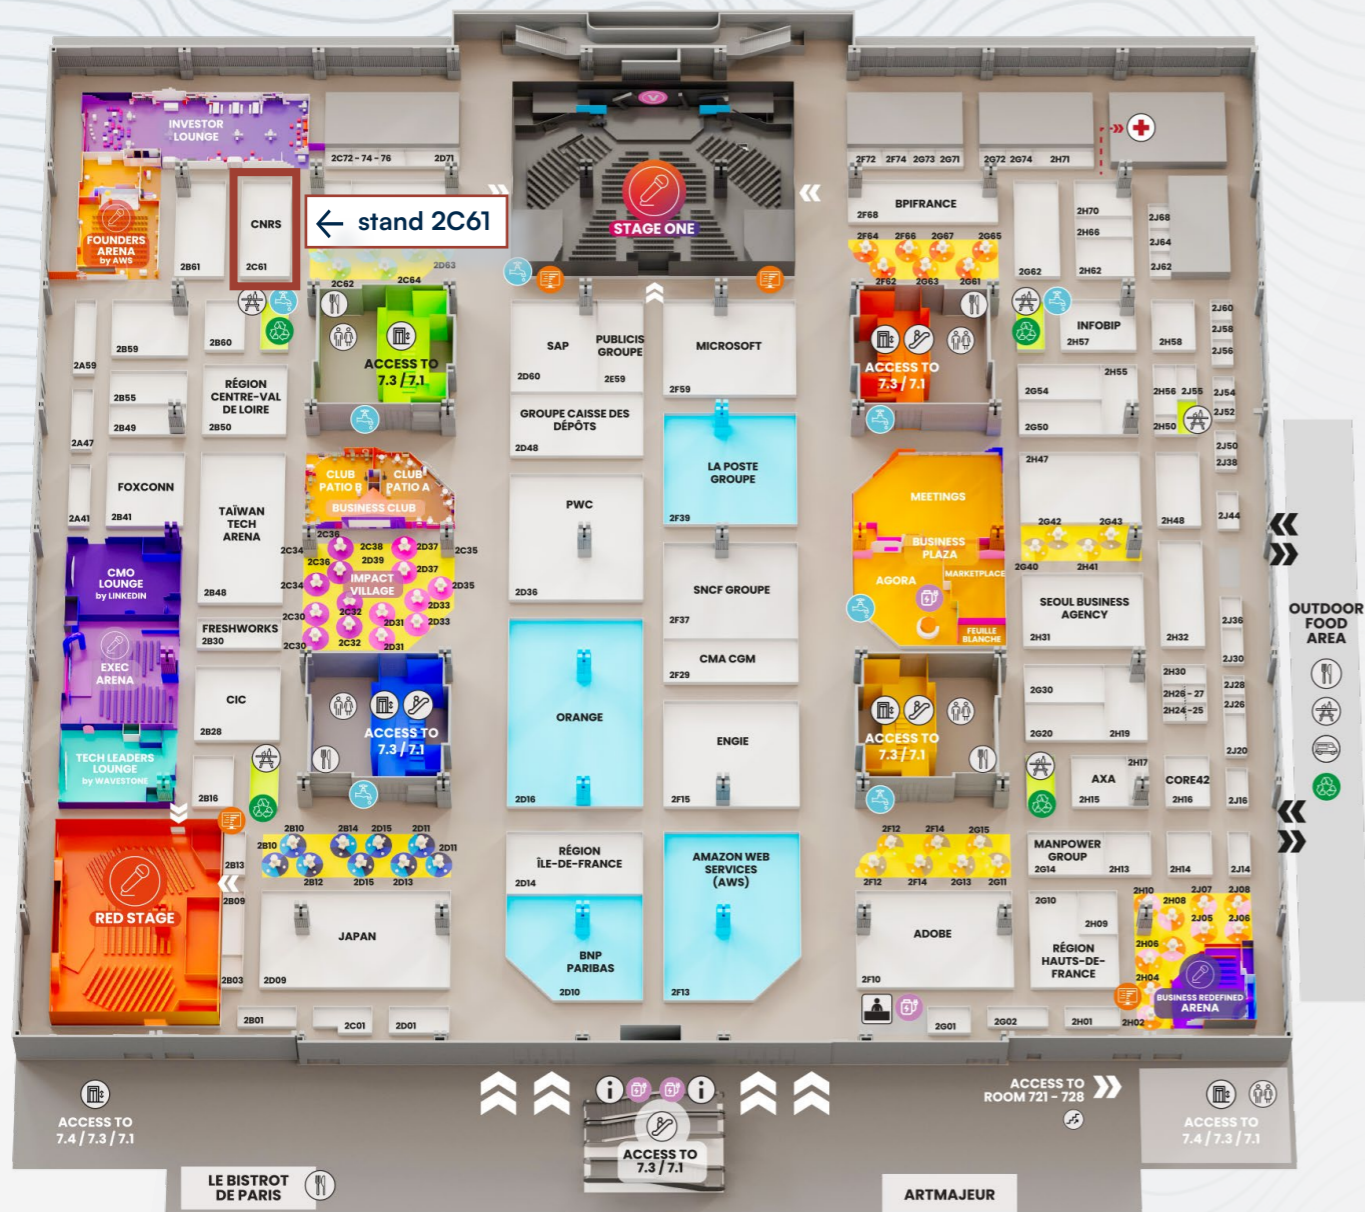 INVESTOR
LOUNGE
2C72 - 74 - 76
2D71
2F72
2F74
2G73
2G71
2G72
2G74
2H71
FOUNDERS
ARENA
by AWS
2B61
CNRS
2C61
← stand 2C61
2D63
2C62
2C64
STAGE ONE
BPIFRANCE
2F68
2F64
2F66
2G67
2G65
2F62
2G63
2G61
2G62
2H70
2H66
2H62
2J68
2J64
2J62
2A59
2B59
2B60
ACCESS TO
7.3 / 7.1
SAP
2D60
PUBLICIS
GROUPE
2E59
MICROSOFT
2F59
ACCESS TO
7.3 / 7.1
INFOBIP
2H57
2H58
2J60
2J58
2J56
2B55
2B49
2A47
RÉGION
CENTRE-VAL
DE LOIRE
2B50
GROUPE CAISSE DES
DÉPÔTS
2D48
2G54
2H55
2G50
2H56
2J55
2H50
2J54
2J52
2J50
2J38
FOXCONN
2B41
2A41
TAÏWAN
TECH
ARENA
2B48
CLUB
PATIO B
CLUB
PATIO A
BUSINESS CLUB
PWC
2D36
LA POSTE
GROUPE
2F39
MEETINGS
BUSINESS
PLAZA
AGORA
MARKETPLACE
FEUILLE
BLANCHE
2H47
2G42
2G43
2G40
2H41
2H48
2J44
2C36
2C34
2C38
2D37
2C35
2C36
2D39
2D37
2C34
IMPACT
VILLAGE
2D35
2C30
2C32
2D33
2D31
2D33
2C30
2C32
2D31
CMO
LOUNGE
by LINKEDIN
EXEC
ARENA
TECH LEADERS
LOUNGE
by WAVESTONE
FRESHWORKS
2B30
CIC
2B28
2B16
ACCESS TO
7.3 / 7.1
ORANGE
2D16
SNCF GROUPE
2F37
CMA CGM
2F29
ENGIE
2F15
ACCESS TO
7.3 / 7.1
SEOUL BUSINESS
AGENCY
2H31
2H32
2J36
2J30
2G30
2G20
2H19
2H30
2H26 - 27
2H24 -25
2J28
2J26
2J20
AXA
2H17
2H15
CORE42
2H16
2J16
OUTDOOR
FOOD
AREA
RED STAGE
2B13
2B09
2B03
2B10
2B14
2D15
2D11
2B10
2D11
2B12
2D15
2D13
JAPAN
2D09
RÉGION
ÎLE-DE-FRANCE
2D14
BNP
PARIBAS
2D10
AMAZON WEB
SERVICES
(AWS)
2F13
2F12
2F14
2G15
2F12
2F14
2G13
2G11
ADOBE
2F10
MANPOWER
GROUP
2G14
2H13
2H14
2J14
2G10
2H09
RÉGION
HAUTS-DE-
FRANCE
2H10
2H08
2J07
2J08
2J05
2J06
2H06
2H04
BUSINESS REDEFINED
ARENA
2H02
2B01
2C01
2D01
2G01
2G02
2H01
ACCESS TO
7.4 / 7.3 / 7.1
ACCESS TO
7.3 / 7.1
ACCESS TO
ROOM 721 - 728
ACCESS TO
7.4 / 7.3 / 7.1
LE BISTROT
DE PARIS
ARTMAJEUR